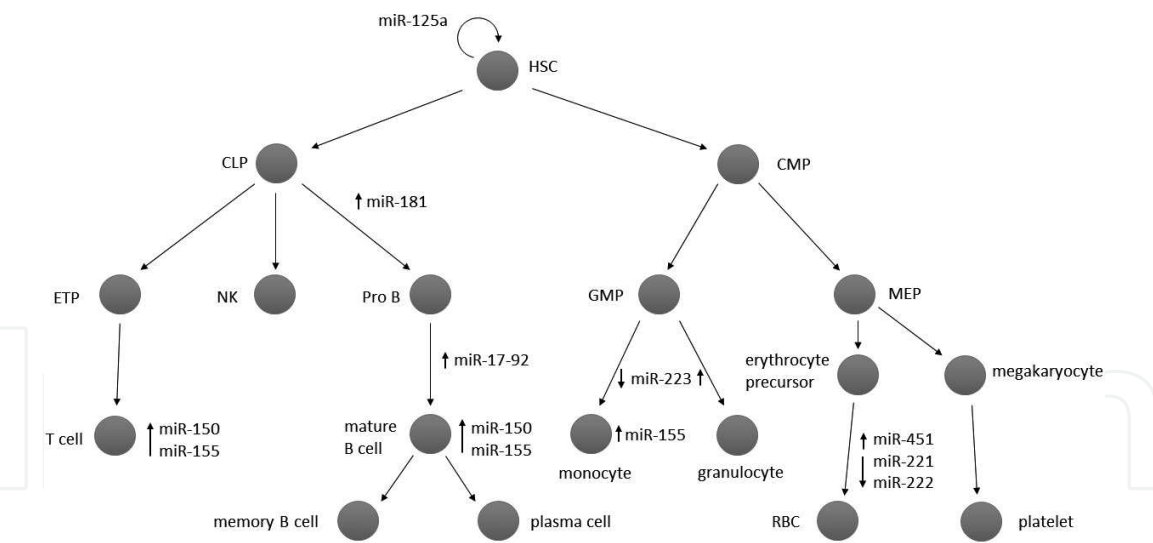 miR-125a
HSC
CLP
CMP
↑ miR-181
ETP
NK
Pro B
GMP
MEP
↑ miR-17-92
erythrocyte
precursor
megakaryocyte
↓ miR-223 ↑
T cell
↑ miR-150
miR-155
mature
B cell
↑ miR-150
miR-155
↑ miR-155
monocyte
granulocyte
↑ miR-451
↓ miR-221
miR-222
memory B cell
plasma cell
RBC
platelet